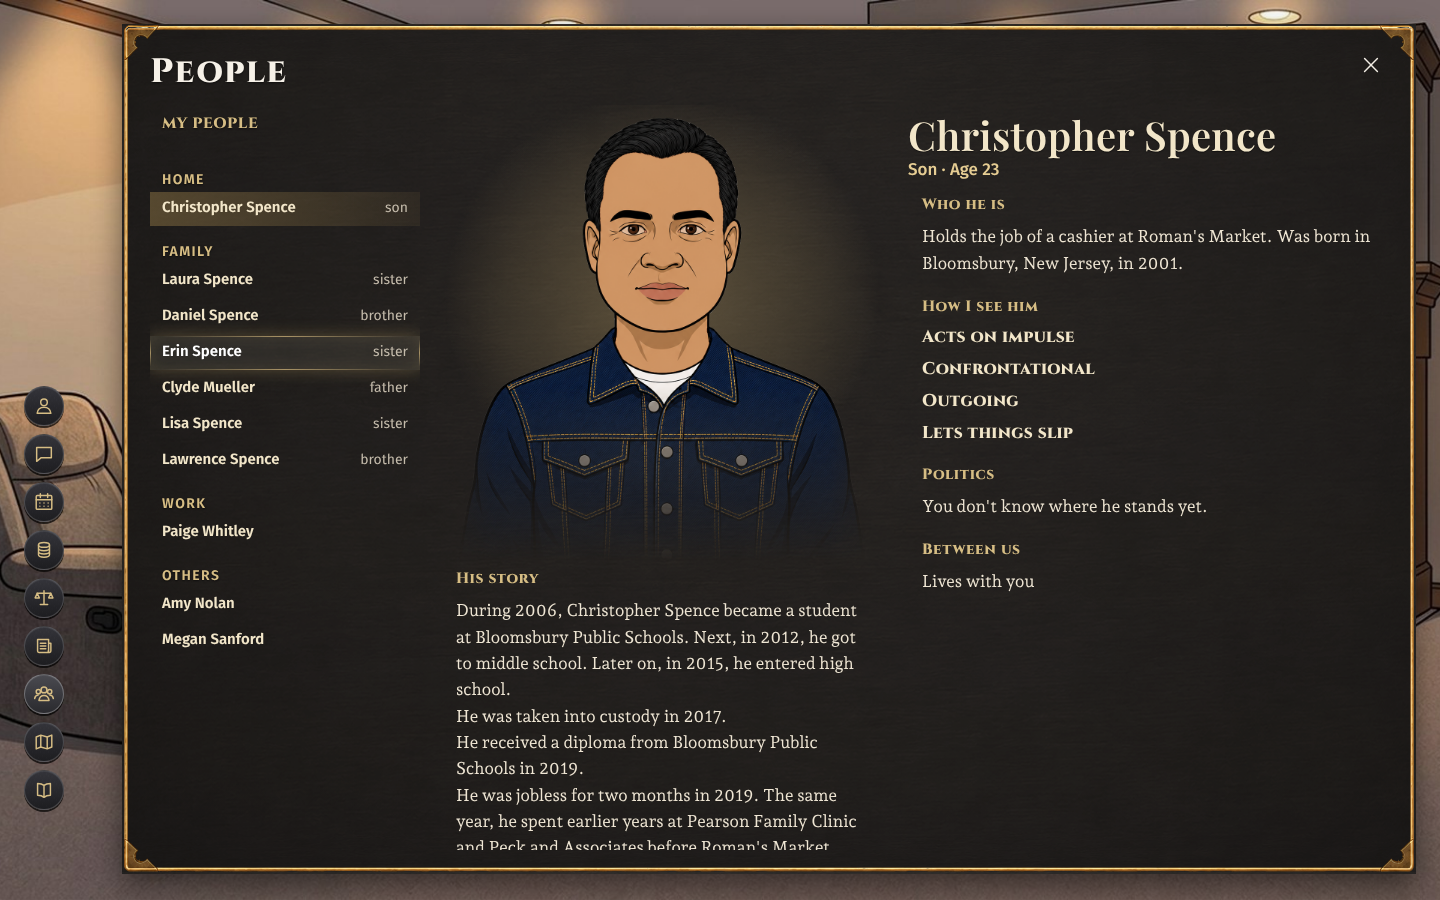 People
MY PEOPLE
HOME
Christopher Spence son
FAMILY
Laura Spence sister
Daniel Spence brother
Erin Spence sister
Clyde Mueller father
Lisa Spence sister
Lawrence Spence brother
WORK
Paige Whitley
OTHERS
Amy Nolan
Megan Sanford
His story
During 2006, Christopher Spence became a student
at Bloomsbury Public Schools. Next, in 2012, he got
to middle school. Later on, in 2015, he entered high
school.
He was taken into custody in 2017.
He received a diploma from Bloomsbury Public
Schools in 2019.
He was jobless for two months in 2019. The same
year, he spent earlier years at Pearson Family Clinic
and Peck and Associates before Roman's Market.
Christopher Spence
Son · Age 23
Who he is
Holds the job of a cashier at Roman's Market. Was born in
Bloomsbury, New Jersey, in 2001.
How I see him
Acts on impulse
Confrontational
Outgoing
Lets things slip
Politics
You don't know where he stands yet.
Between us
Lives with you